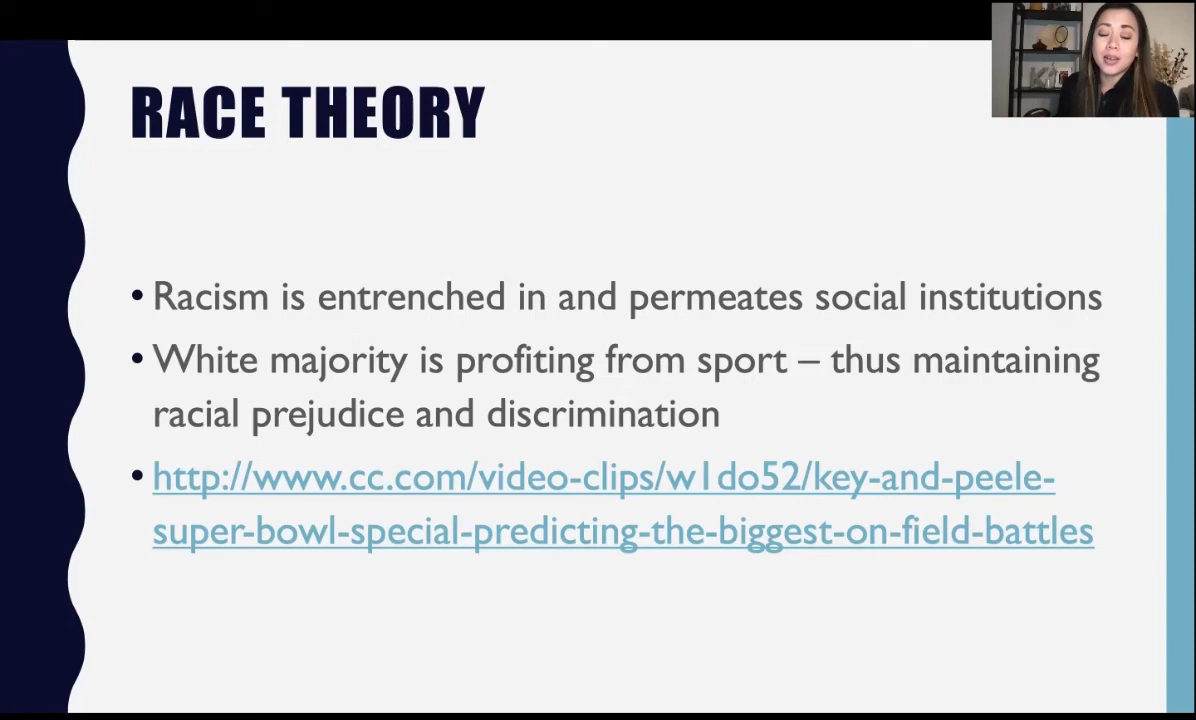 RACE THEORY
• Racism is entrenched in and permeates social institutions
• White majority is profiting from sport – thus maintaining
racial prejudice and discrimination
• http://www.cc.com/video-clips/w1do52/key-and-peele-
super-bowl-special-predicting-the-biggest-on-field-battles